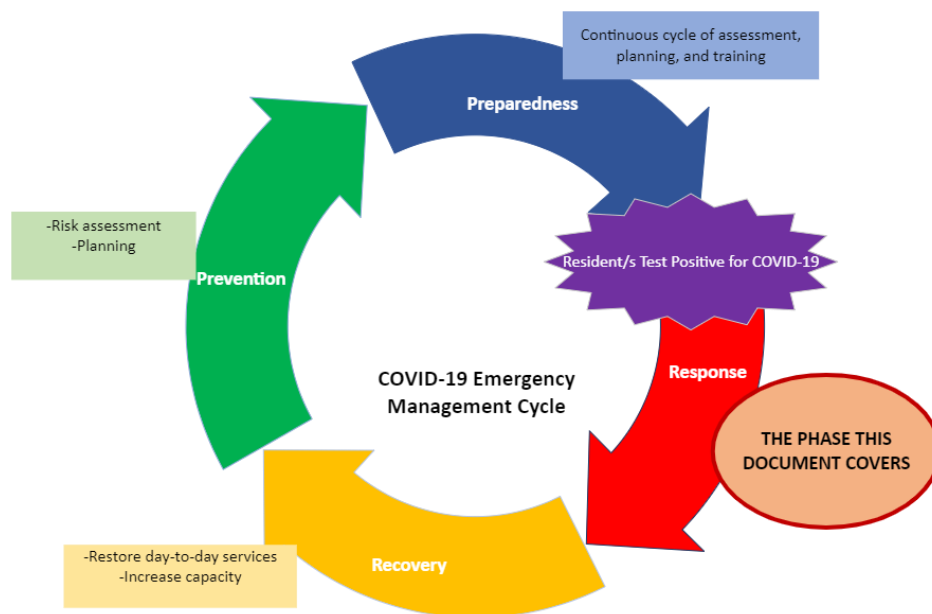 Continuous cycle of assessment,
planning, and training
Preparedness
Resident/s Test Positive for COVID-19
-Risk assessment
-Planning
Prevention
Response
COVID-19 Emergency
Management Cycle
THE PHASE THIS
DOCUMENT COVERS
-Restore day-to-day services
-Increase capacity
Recovery